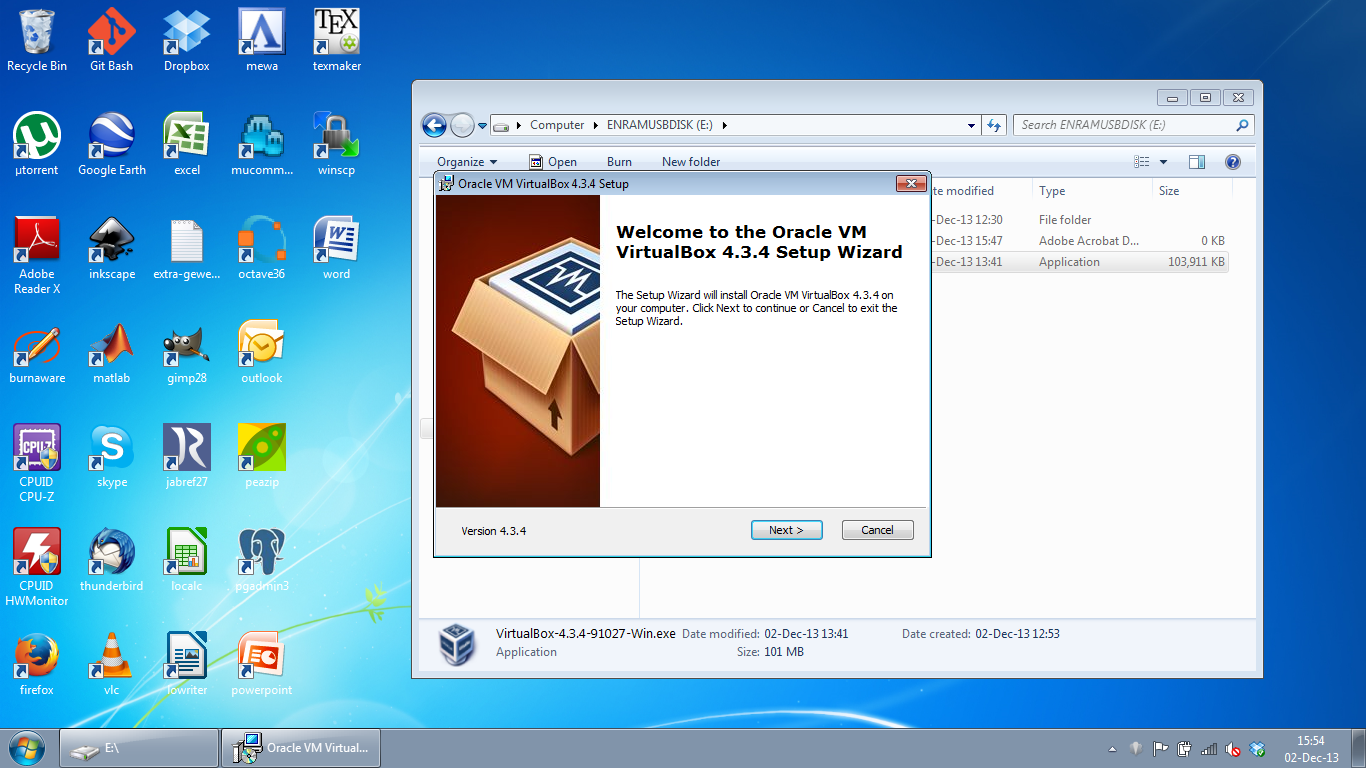 Recycle Bin
Git Bash
Dropbox
mewa
TEX
texmaker
µtorrent
Google Earth
excel
mucomm...
winscp
Adobe
Reader X
inkscape
extra-gewe...
octave36
word
burnaware
matlab
gimp28
outlook
CPU-Z
CPUID
CPU-Z
skype
jabref27
peazip
CPUID
HWMonitor
thunderbird
localc
pgadmin3
firefox
vlc
lowriter
powerpoint
Computer ENRAMUSBDISK (E:)
Search ENRAMUSBDISK (E:)
Organize Open Burn New folder
Oracle VM VirtualBox 4.3.4 Setup
te modified Type Size
-Dec-13 12:30 File folder
-Dec-13 15:47 Adobe Acrobat D... 0 KB
-Dec-13 13:41 Application 103,911 KB
Welcome to the Oracle VM
VirtualBox 4.3.4 Setup Wizard
The Setup Wizard will install Oracle VM VirtualBox 4.3.4 on
your computer. Click Next to continue or Cancel to exit the
Setup Wizard.
Version 4.3.4
Next >
Cancel
VirtualBox-4.3.4-91027-Win.exe Date modified: 02-Dec-13 13:41 Date created: 02-Dec-13 12:53
Application Size: 101 MB
E:\
Oracle VM Virtual...
15:54
02-Dec-13